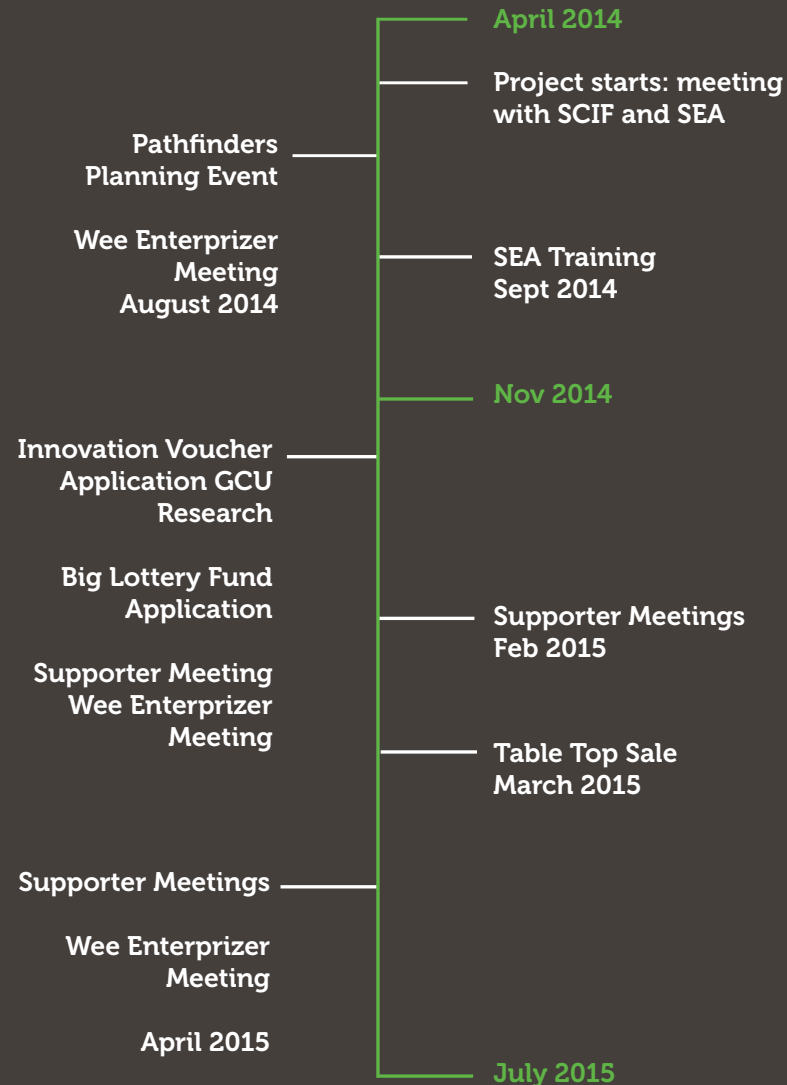 April 2014
Project starts: meeting
with SCIF and SEA
Pathfinders
Planning Event
Wee Enterprizer
Meeting
August 2014
SEA Training
Sept 2014
Nov 2014
Innovation Voucher
Application GCU
Research
Big Lottery Fund
Application
Supporter Meeting
Wee Enterprizer
Meeting
Supporter Meetings
Feb 2015
Table Top Sale
March 2015
Supporter Meetings
Wee Enterprizer
Meeting
April 2015
July 2015